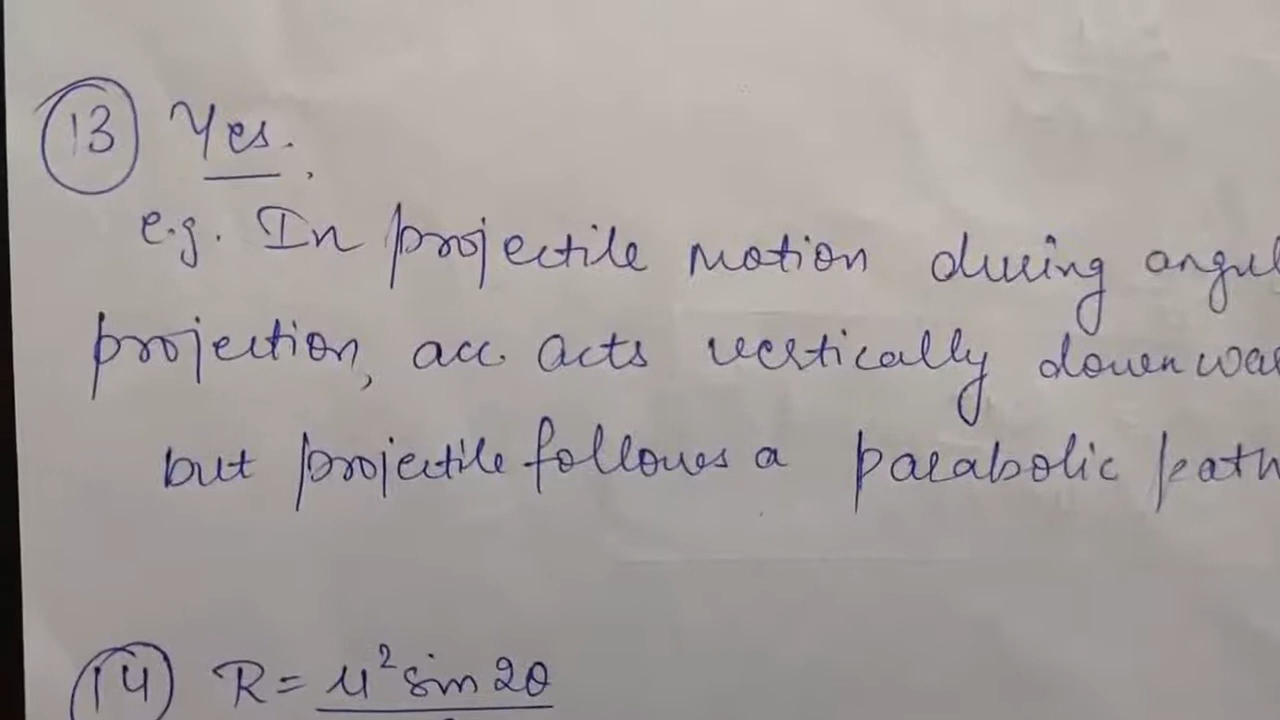 13 Yes.
e.g. In projectile motion during angul
projection, acc. acts vertically downwar
but projectile follows a parabolic path
14 R = u² sin 2θ